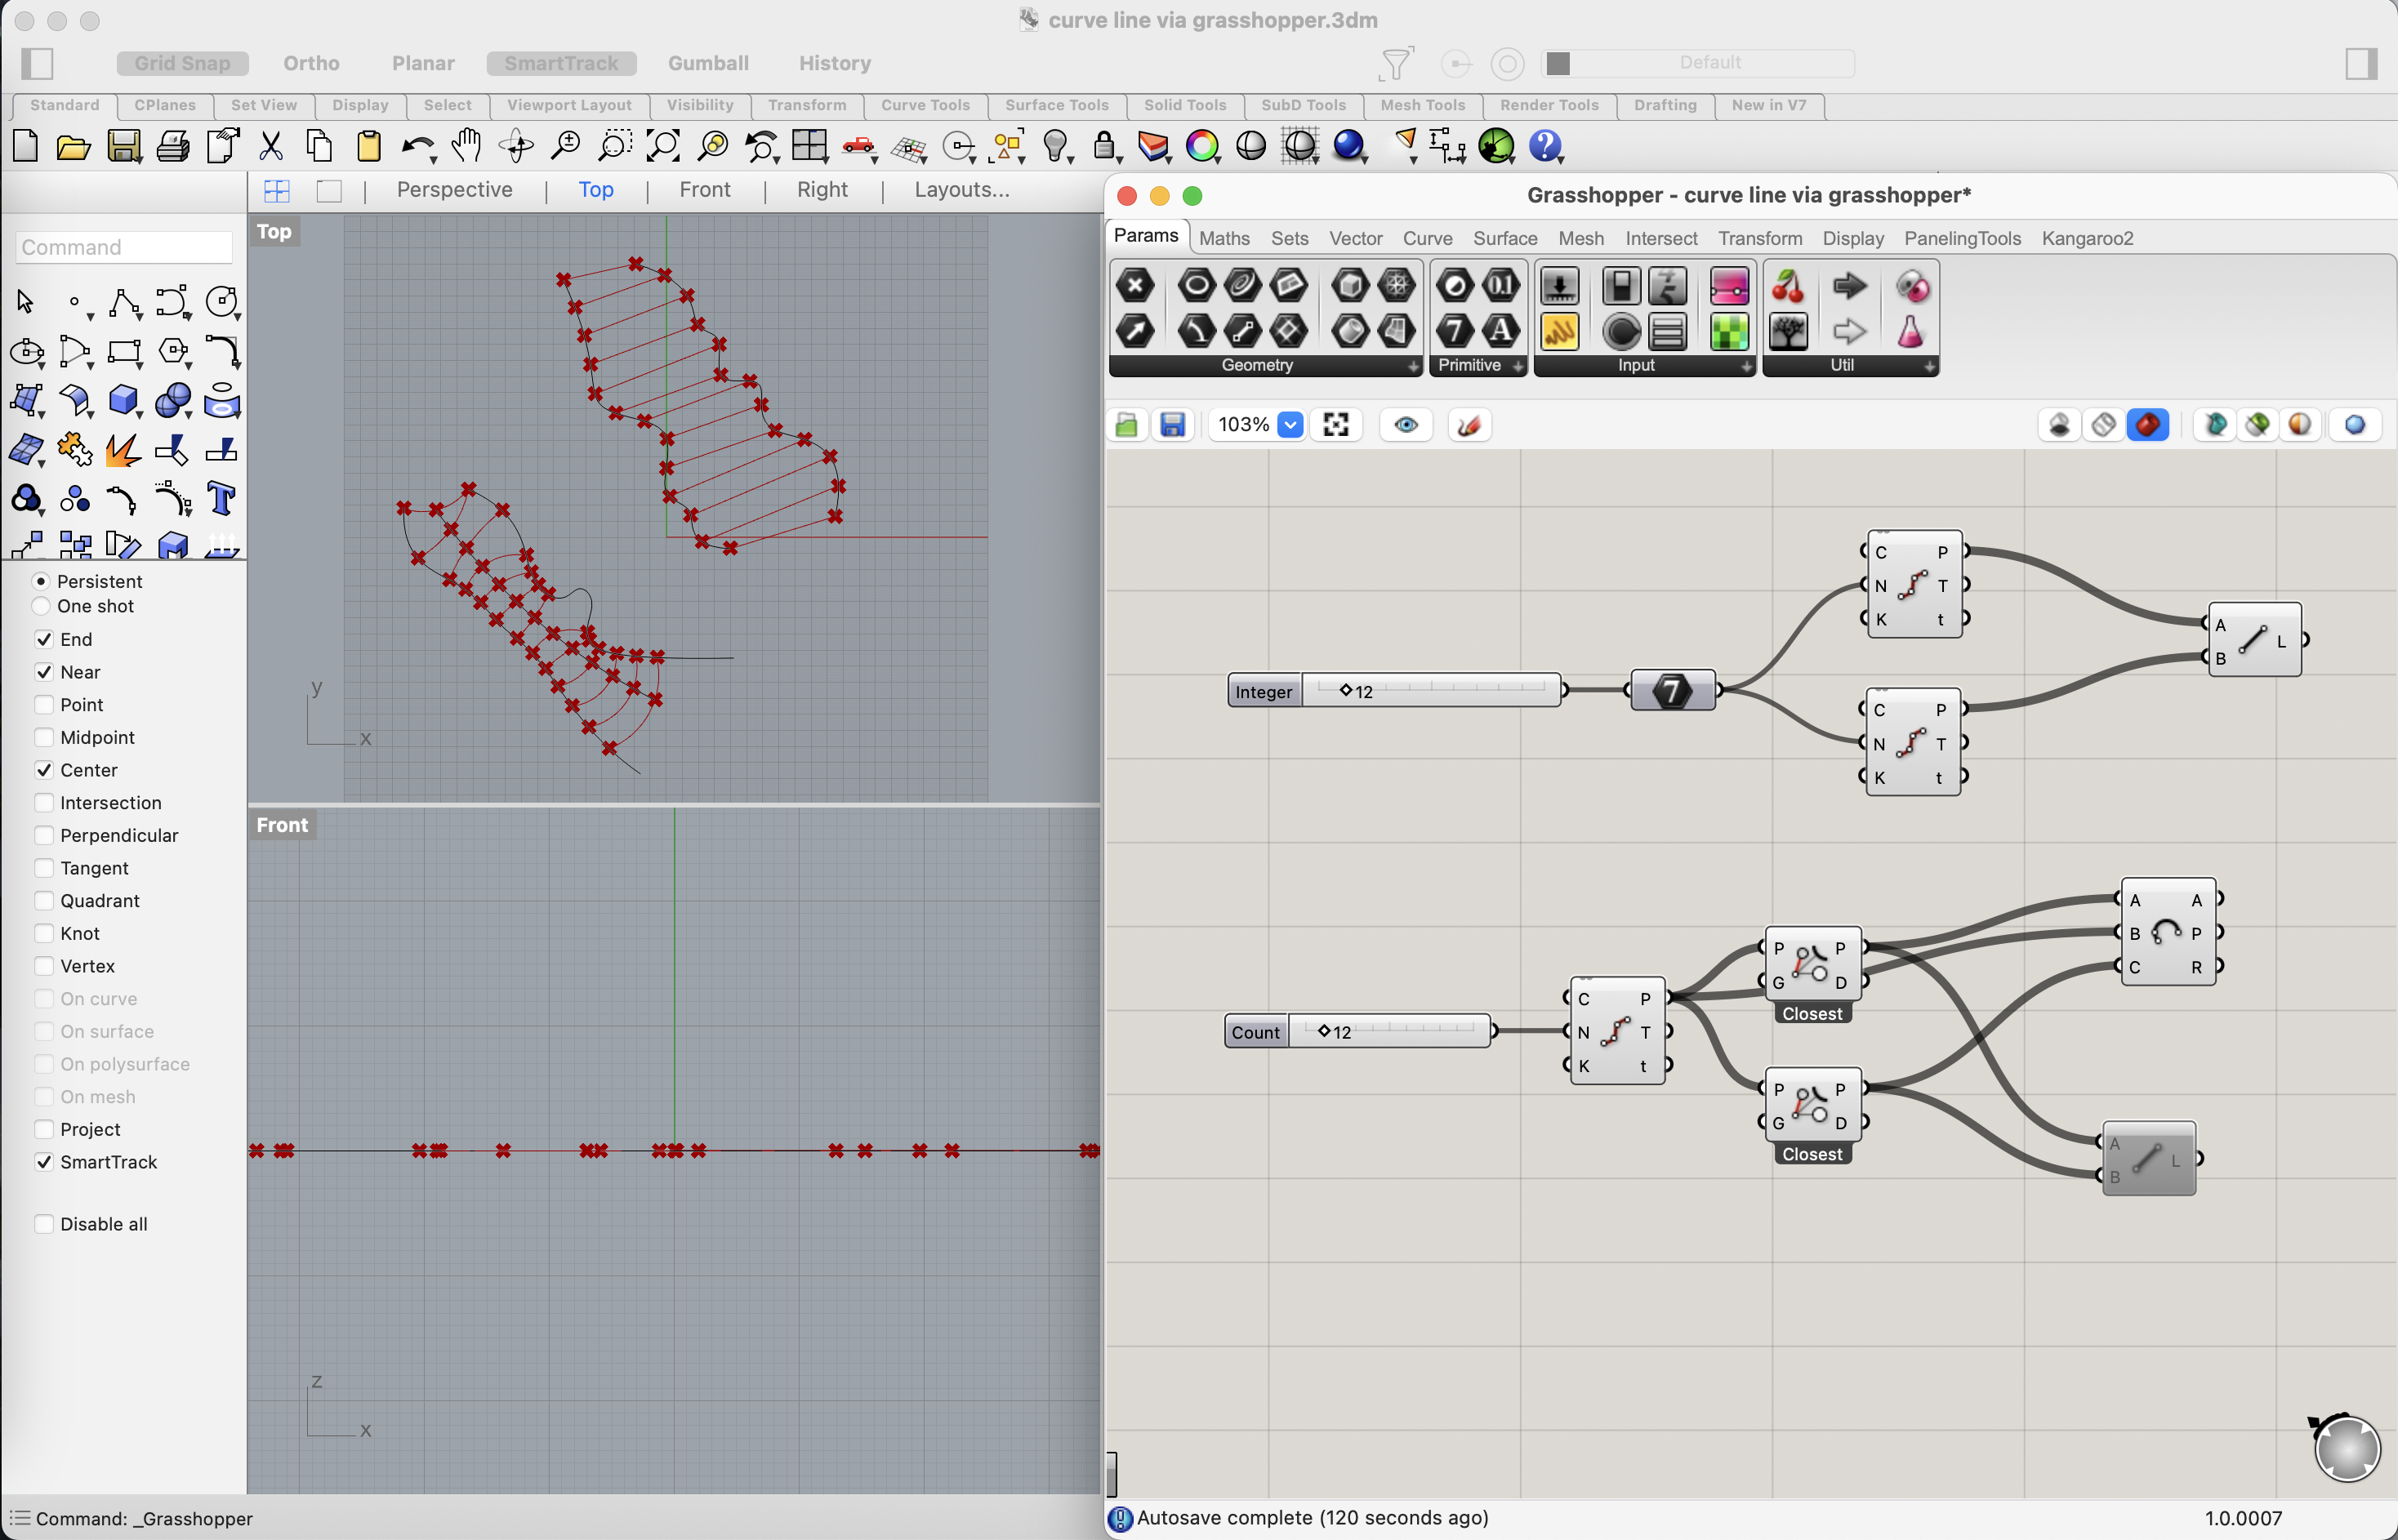 curve line via grasshopper.3dm
Grid Snap Ortho Planar SmartTrack Gumball History Default
Standard CPlanes Set View Display Select Viewport Layout Visibility Transform Curve Tools Surface Tools Solid Tools SubD Tools Mesh Tools Render Tools Drafting New in V7
Perspective Top Front Right Layouts...
Command
Persistent
One shot
End
Near
Point
Midpoint
Center
Intersection
Perpendicular
Tangent
Quadrant
Knot
Vertex
On curve
On surface
On polysurface
On mesh
Project
SmartTrack
Disable all
Command: _Grasshopper
Top
y
x
Front
z
x
Grasshopper - curve line via grasshopper*
Params Maths Sets Vector Curve Surface Mesh Intersect Transform Display PanelingTools Kangaroo2
0.1
7 A
Geometry Primitive Input Util
103%
C P
N T
K t
A
B L
Integer 12
7
C P
N T
K t
A A
B P
C R
P P
G D
Closest
C P
N T
K t
Count 12
P P
G D
Closest
A
B L
Autosave complete (120 seconds ago)
1.0.0007